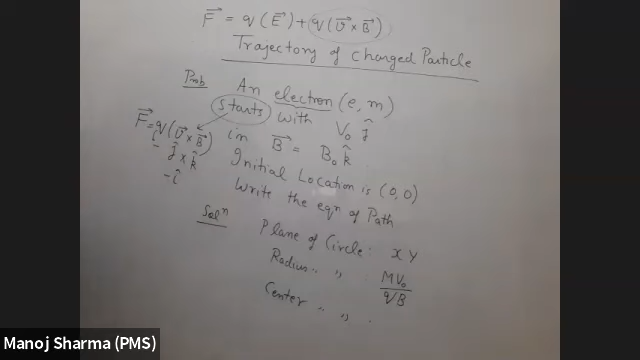 F⃗ = q(E⃗) + q(v⃗ × B⃗)
Trajectory of Charged Particle
Prob An electron (e, m)
Starts with V₀ ĵ
in B⃗ = B₀ k̂
F⃗ = q(v⃗ × B⃗)
- ĵ × k̂
- î
Initial Location is (0, 0)
Write the eqn of Path
Solⁿ Plane of Circle: x Y
Radius " " MV₀/qB
Center " "
Manoj Sharma (PMS)